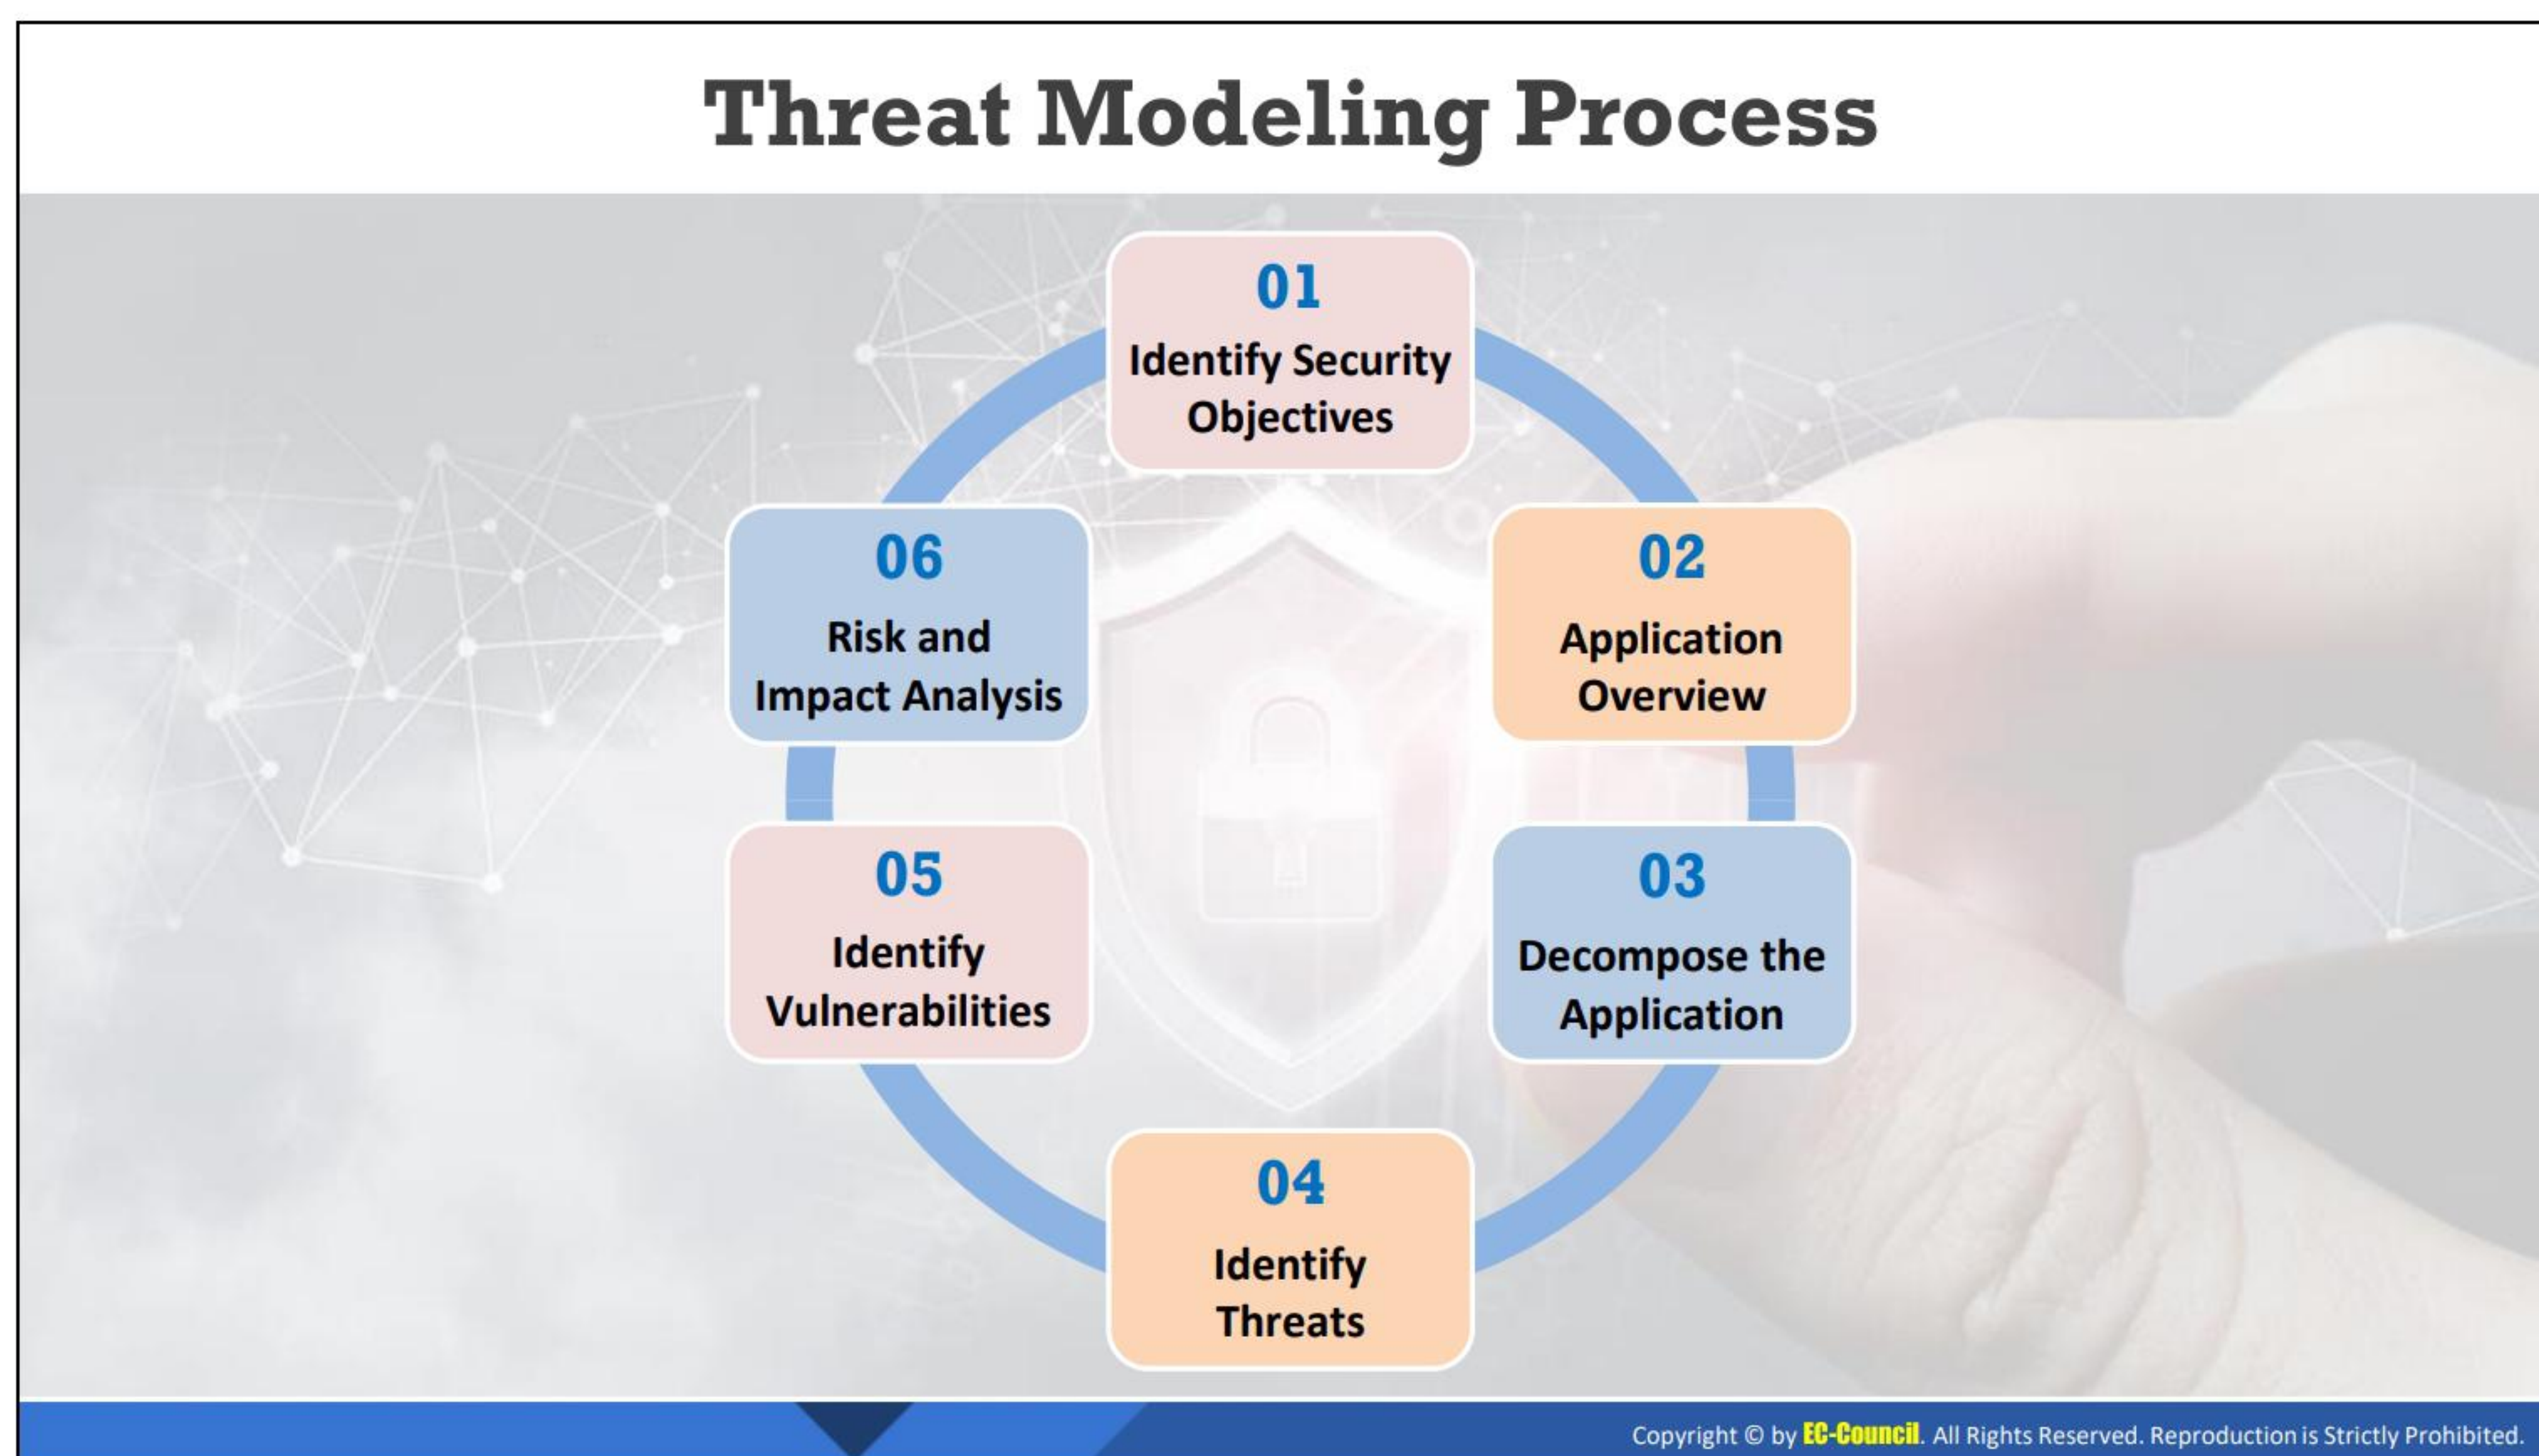 Threat Modeling Process
01
Identify Security
Objectives
02
Application
Overview
03
Decompose the
Application
04
Identify
Threats
05
Identify
Vulnerabilities
06
Risk and
Impact Analysis
Copyright © by EC-Council. All Rights Reserved. Reproduction is Strictly Prohibited.